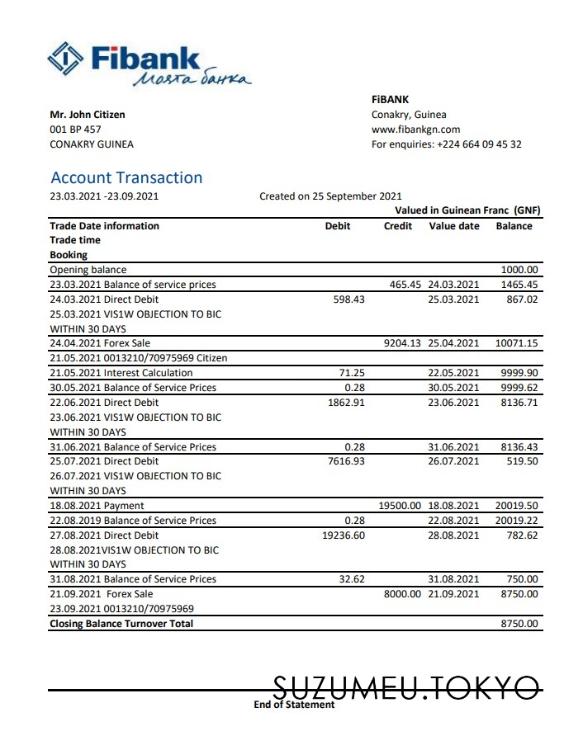 Fibank
Моята банка
FiBANK
Mr. John Citizen Conakry, Guinea
001 BP 457 www.fibankgn.com
CONAKRY GUINEA For enquiries: +224 664 09 45 32
Account Transaction
23.03.2021 -23.09.2021 Created on 25 September 2021
Valued in Guinean Franc (GNF)
Trade Date information Debit Credit Value date Balance
Trade time
Booking
Opening balance 1000.00
23.03.2021 Balance of service prices 465.45 24.03.2021 1465.45
24.03.2021 Direct Debit 598.43 25.03.2021 867.02
25.03.2021 VIS1W OBJECTION TO BIC
WITHIN 30 DAYS
24.04.2021 Forex Sale 9204.13 25.04.2021 10071.15
21.05.2021 0013210/70975969 Citizen
21.05.2021 Interest Calculation 71.25 22.05.2021 9999.90
30.05.2021 Balance of Service Prices 0.28 30.05.2021 9999.62
22.06.2021 Direct Debit 1862.91 23.06.2021 8136.71
23.06.2021 VIS1W OBJECTION TO BIC
WITHIN 30 DAYS
31.06.2021 Balance of Service Prices 0.28 31.06.2021 8136.43
25.07.2021 Direct Debit 7616.93 26.07.2021 519.50
26.07.2021 VIS1W OBJECTION TO BIC
WITHIN 30 DAYS
18.08.2021 Payment 19500.00 18.08.2021 20019.50
22.08.2019 Balance of Service Prices 0.28 22.08.2021 20019.22
27.08.2021 Direct Debit 19236.60 28.08.2021 782.62
28.08.2021VIS1W OBJECTION TO BIC
WITHIN 30 DAYS
31.08.2021 Balance of Service Prices 32.62 31.08.2021 750.00
21.09.2021 Forex Sale 8000.00 21.09.2021 8750.00
23.09.2021 0013210/70975969
Closing Balance Turnover Total 8750.00
SUZUMEU.TOKYO
End of Statement